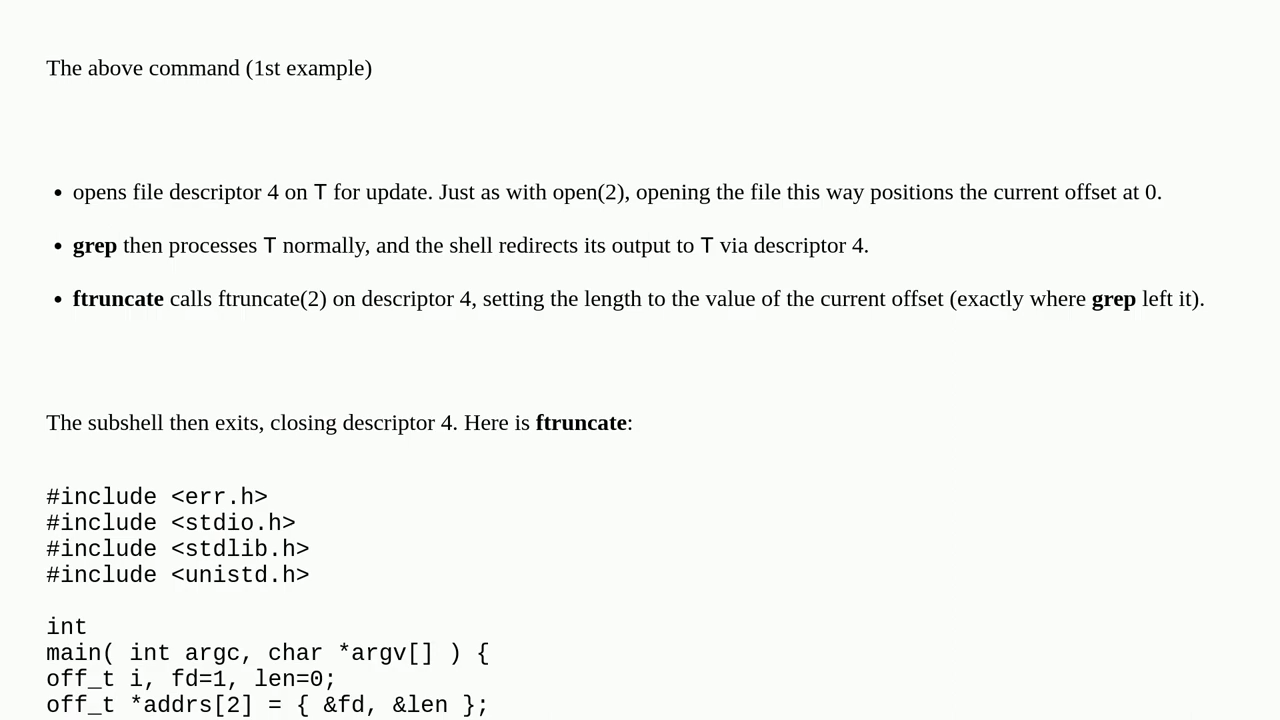 The above command (1st example)
• opens file descriptor 4 on T for update. Just as with open(2), opening the file this way positions the current offset at 0.
• grep then processes T normally, and the shell redirects its output to T via descriptor 4.
• ftruncate calls ftruncate(2) on descriptor 4, setting the length to the value of the current offset (exactly where grep left it).
The subshell then exits, closing descriptor 4. Here is ftruncate:
#include <err.h>
#include <stdio.h>
#include <stdlib.h>
#include <unistd.h>
int
main( int argc, char *argv[] ) {
off_t i, fd=1, len=0;
off_t *addrs[2] = { &fd, &len };